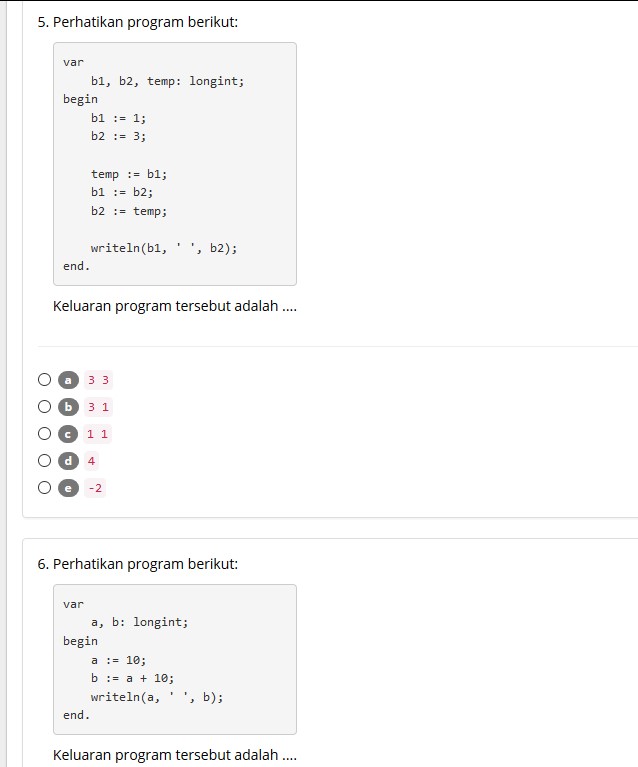 5. Perhatikan program berikut:
var
b1, b2, temp: longint;
begin
b1 := 1;
b2 := 3;
temp := b1;
b1 := b2;
b2 := temp;
writeln(b1, ' ', b2);
end.
Keluaran program tersebut adalah ....
a 3 3
b 3 1
c 1 1
d 4
e -2
6. Perhatikan program berikut:
var
a, b: longint;
begin
a := 10;
b := a + 10;
writeln(a, ' ', b);
end.
Keluaran program tersebut adalah ....